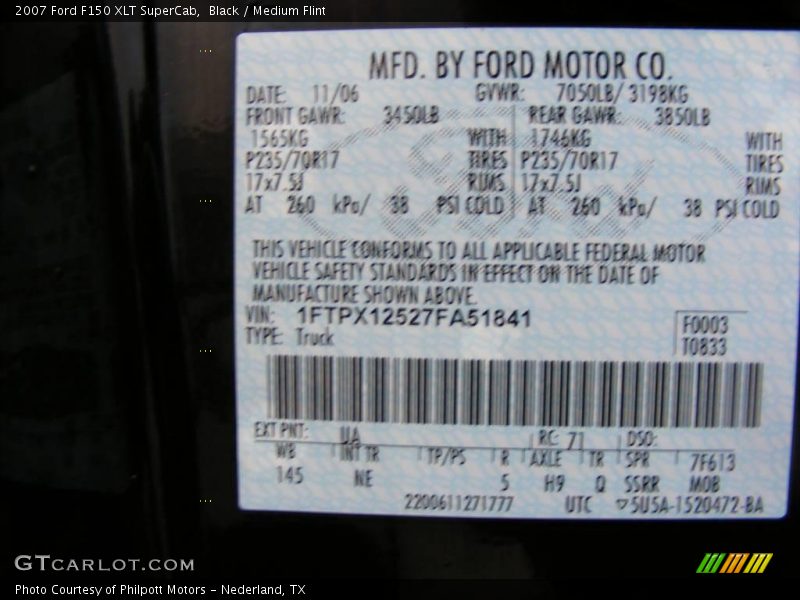 2007 Ford F150 XLT SuperCab,  Black / Medium Flint
MFD. BY FORD MOTOR CO.
DATE: 11/06 GVWR: 7050LB/ 3198KG
FRONT GAWR: 3450LB REAR GAWR: 3850LB
1565KG WITH 1746KG WITH
P235/70R17 TIRES P235/70R17 TIRES
17x7.5J RIMS 17x7.5J RIMS
AT 260 kPa/ 38 PSI COLD AT 260 kPa/ 38 PSI COLD
THIS VEHICLE CONFORMS TO ALL APPLICABLE FEDERAL MOTOR
VEHICLE SAFETY STANDARDS IN EFFECT ON THE DATE OF
MANUFACTURE SHOWN ABOVE.
VIN: 1FTPX12527FA51841
F0003
TYPE: Truck
T0833
EXT PNT: UA RC: 71 DSO:
WB INT TR TP/PS R AXLE TR SPR 7F613
145 NE 5 H9 Q SSRR MOB
2200611271777 UTC ▽5U5A-1520472-BA
GTCARLOT.COM
Photo Courtesy of Philpott Motors – Nederland, TX